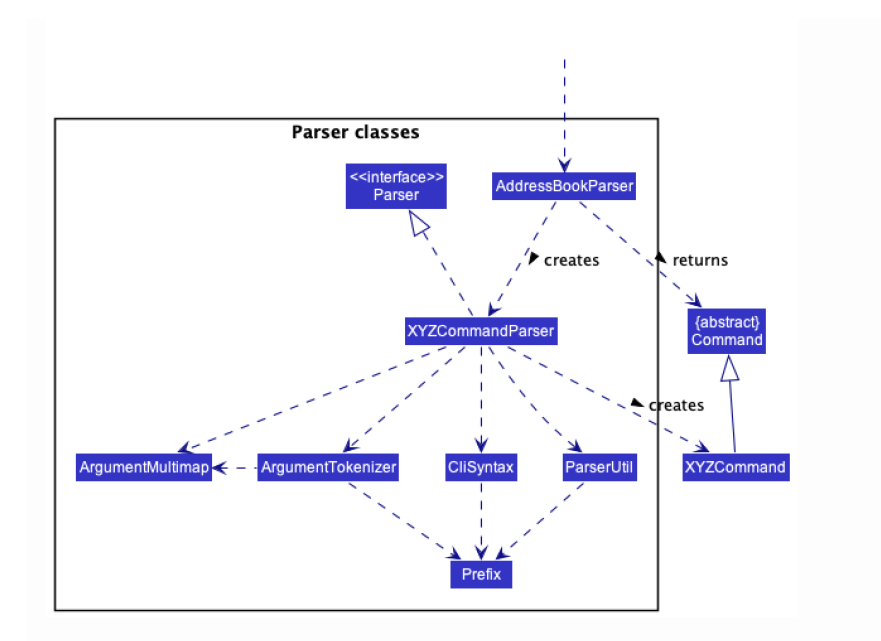 Parser classes
<<interface>>
Parser
AddressBookParser
creates
returns
XYZCommandParser
{abstract}
Command
creates
ArgumentMultimap
ArgumentTokenizer
CliSyntax
ParserUtil
XYZCommand
Prefix